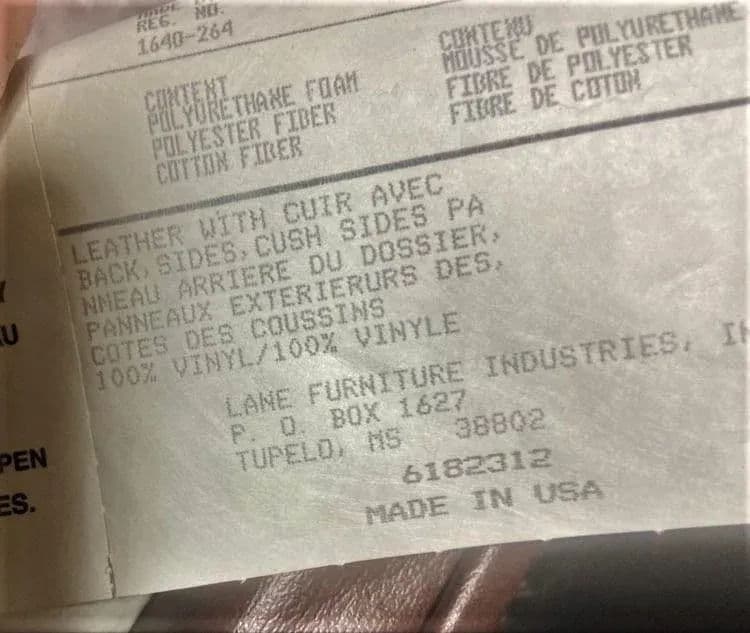 REG. NO.
1640-264
CONTENT
POLYURETHANE FOAM
POLYESTER FIBER
COTTON FIBER
CONTENU
MOUSSE DE POLYURETHANE
FIBRE DE POLYESTER
FIBRE DE COTON
LEATHER WITH CUIR AVEC
BACK, SIDES, CUSH SIDES PA
NNEAU ARRIERE DU DOSSIER,
PANNEAUX EXTERIERURS DES,
COTES DES COUSSINS
100% VINYL/100% VINYLE
LANE FURNITURE INDUSTRIES,
P. O. BOX 1627
TUPELO, MS 38802
6182312
MADE IN USA
PEN
ES.